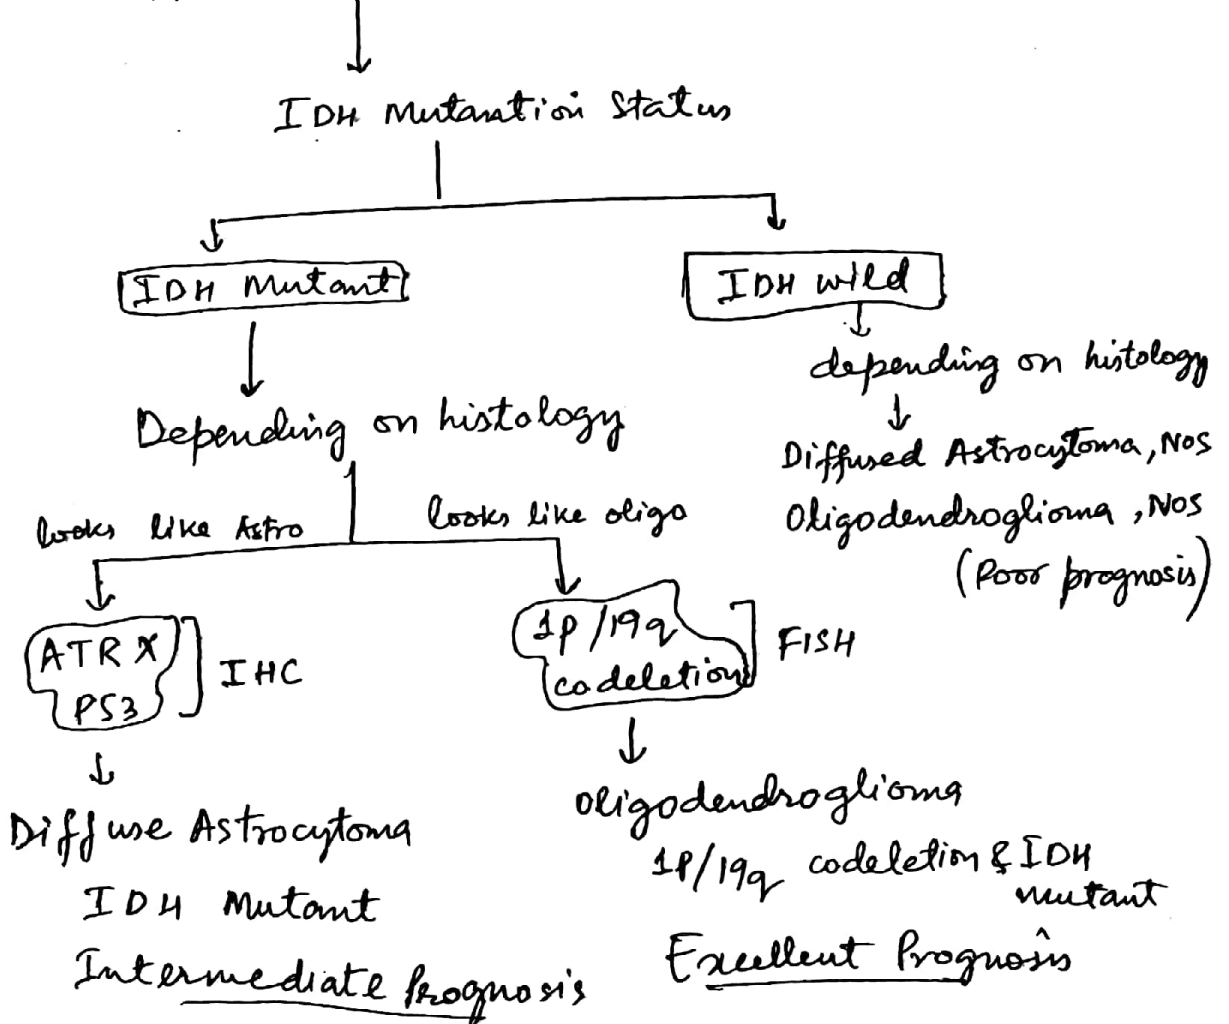 IDH Mutation Status
IDH Mutant
IDH wild
Depending on histology
depending on histology
Diffused Astrocytoma, NOS
Oligodendroglioma, NOS
(Poor prognosis)
looks like Astro
looks like oligo
ATRX
P53
IHC
1p/19q
codeletion
FISH
Diffuse Astrocytoma
IDH Mutant
Intermediate Prognosis
Oligodendroglioma
1P/19q codeletion & IDH
mutant
Excellent Prognosis